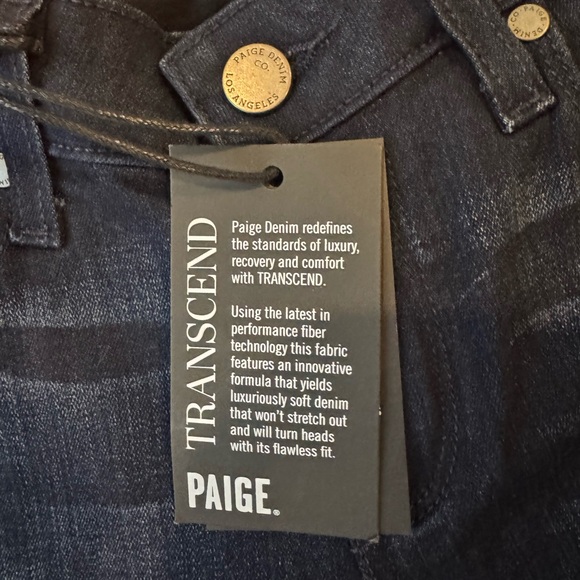 PAIGE DENIM
CO.
LOS ANGELES
CO. PAIGE
DENIM
TRANSCEND
Paige Denim redefines
the standards of luxury,
recovery and comfort
with TRANSCEND.
Using the latest in
performance fiber
technology this fabric
features an innovative
formula that yields
luxuriously soft denim
that won't stretch out
and will turn heads
with its flawless fit.
PAIGE.